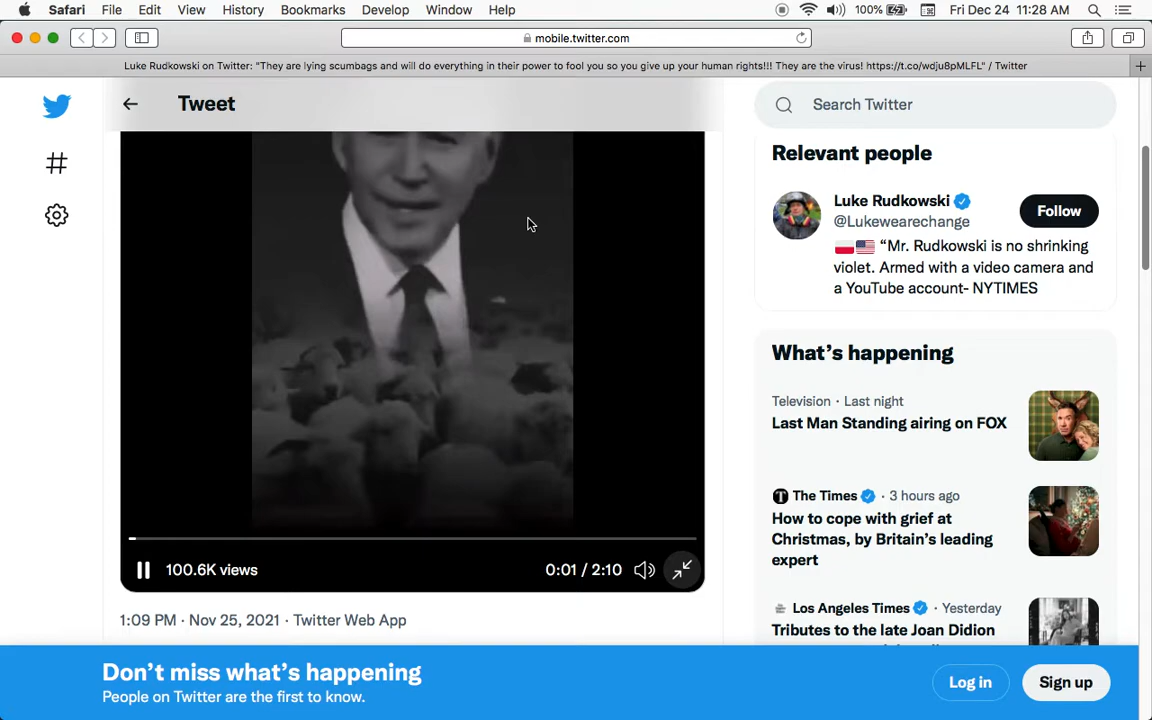 Safari File Edit View History Bookmarks Develop Window Help 100% Fri Dec 24 11:28 AM
mobile.twitter.com
Luke Rudkowski on Twitter: "They are lying scumbags and will do everything in their power to fool you so you give up your human rights!!! They are the virus! https://t.co/wdju8pMLFL" / Twitter
Tweet
100.6K views
0:01 / 2:10
1:09 PM · Nov 25, 2021 · Twitter Web App
Search Twitter
Relevant people
Luke Rudkowski
@Lukewearechange
Follow
"Mr. Rudkowski is no shrinking
violet. Armed with a video camera and
a YouTube account- NYTIMES
What's happening
Television · Last night
Last Man Standing airing on FOX
The Times · 3 hours ago
How to cope with grief at
Christmas, by Britain's leading
expert
Los Angeles Times · Yesterday
Tributes to the late Joan Didion
Don't miss what's happening
People on Twitter are the first to know.
Log in
Sign up